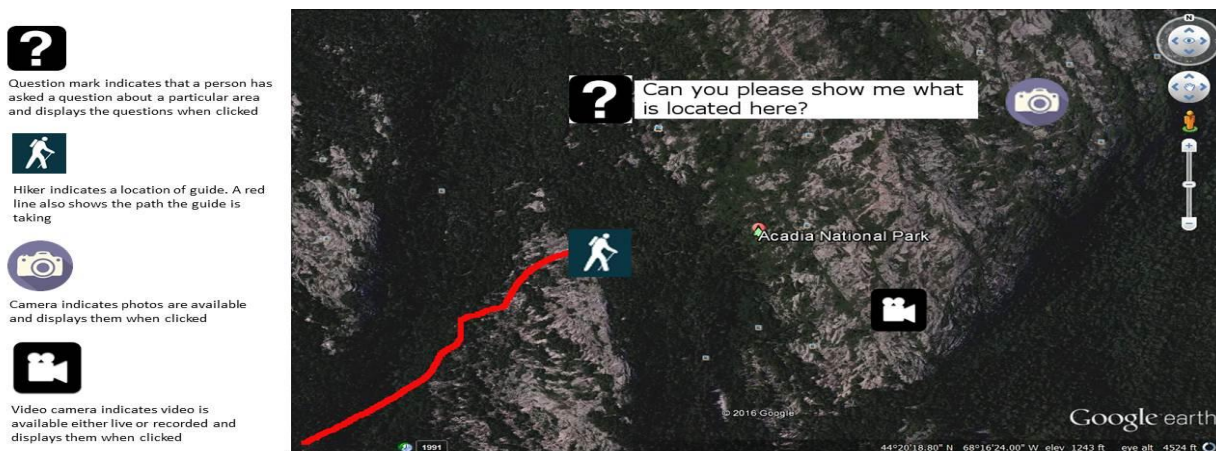 Question mark indicates that a person has
asked a question about a particular area
and displays the questions when clicked
Hiker indicates a location of guide. A red
line also shows the path the guide is
taking
Camera indicates photos are available
and displays them when clicked
Video camera indicates video is
available either live or recorded and
displays them when clicked
?
?
Can you please show me what
is located here?
N
Acadia National Park
© 2016 Google
Google earth
1991
44°20'18.80" N 68°16'24.00" W elev 1243 ft eye alt 4524 ft